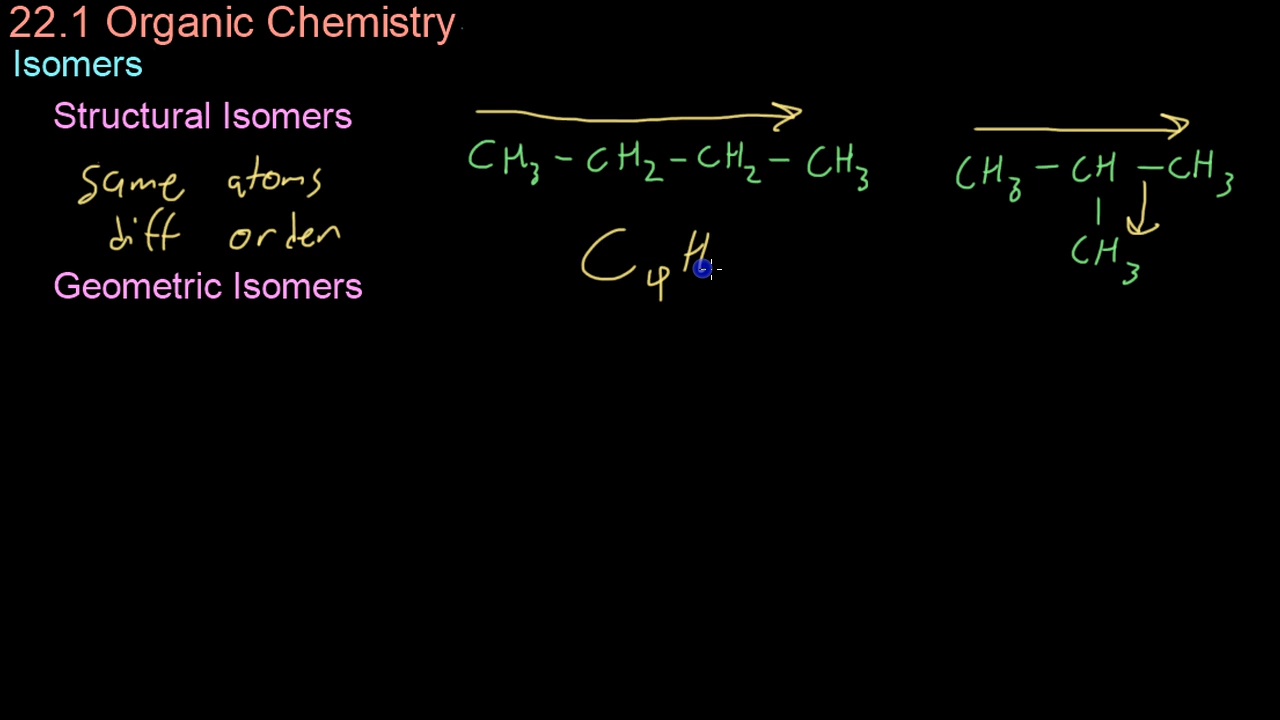 22.1 Organic Chemistry
Isomers
Structural Isomers
same atoms
diff order
Geometric Isomers
CH3 - CH2 - CH2 - CH3
C4H
CH3 - CH - CH3
|
CH3